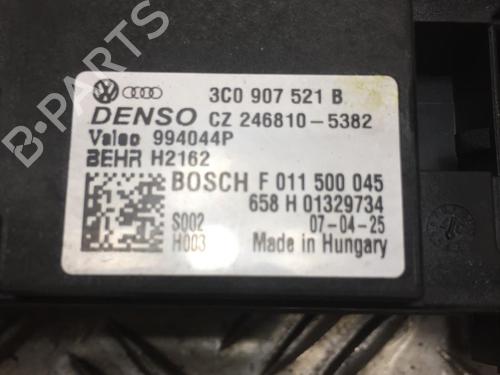 3C0 907 521 B
DENSO CZ 246810-5382
Valeo 994044P
BEHR H2162
BOSCH F 011 500 045
658 H 01329734
S002 07-04-25
H003 Made in Hungary
B-PARTS